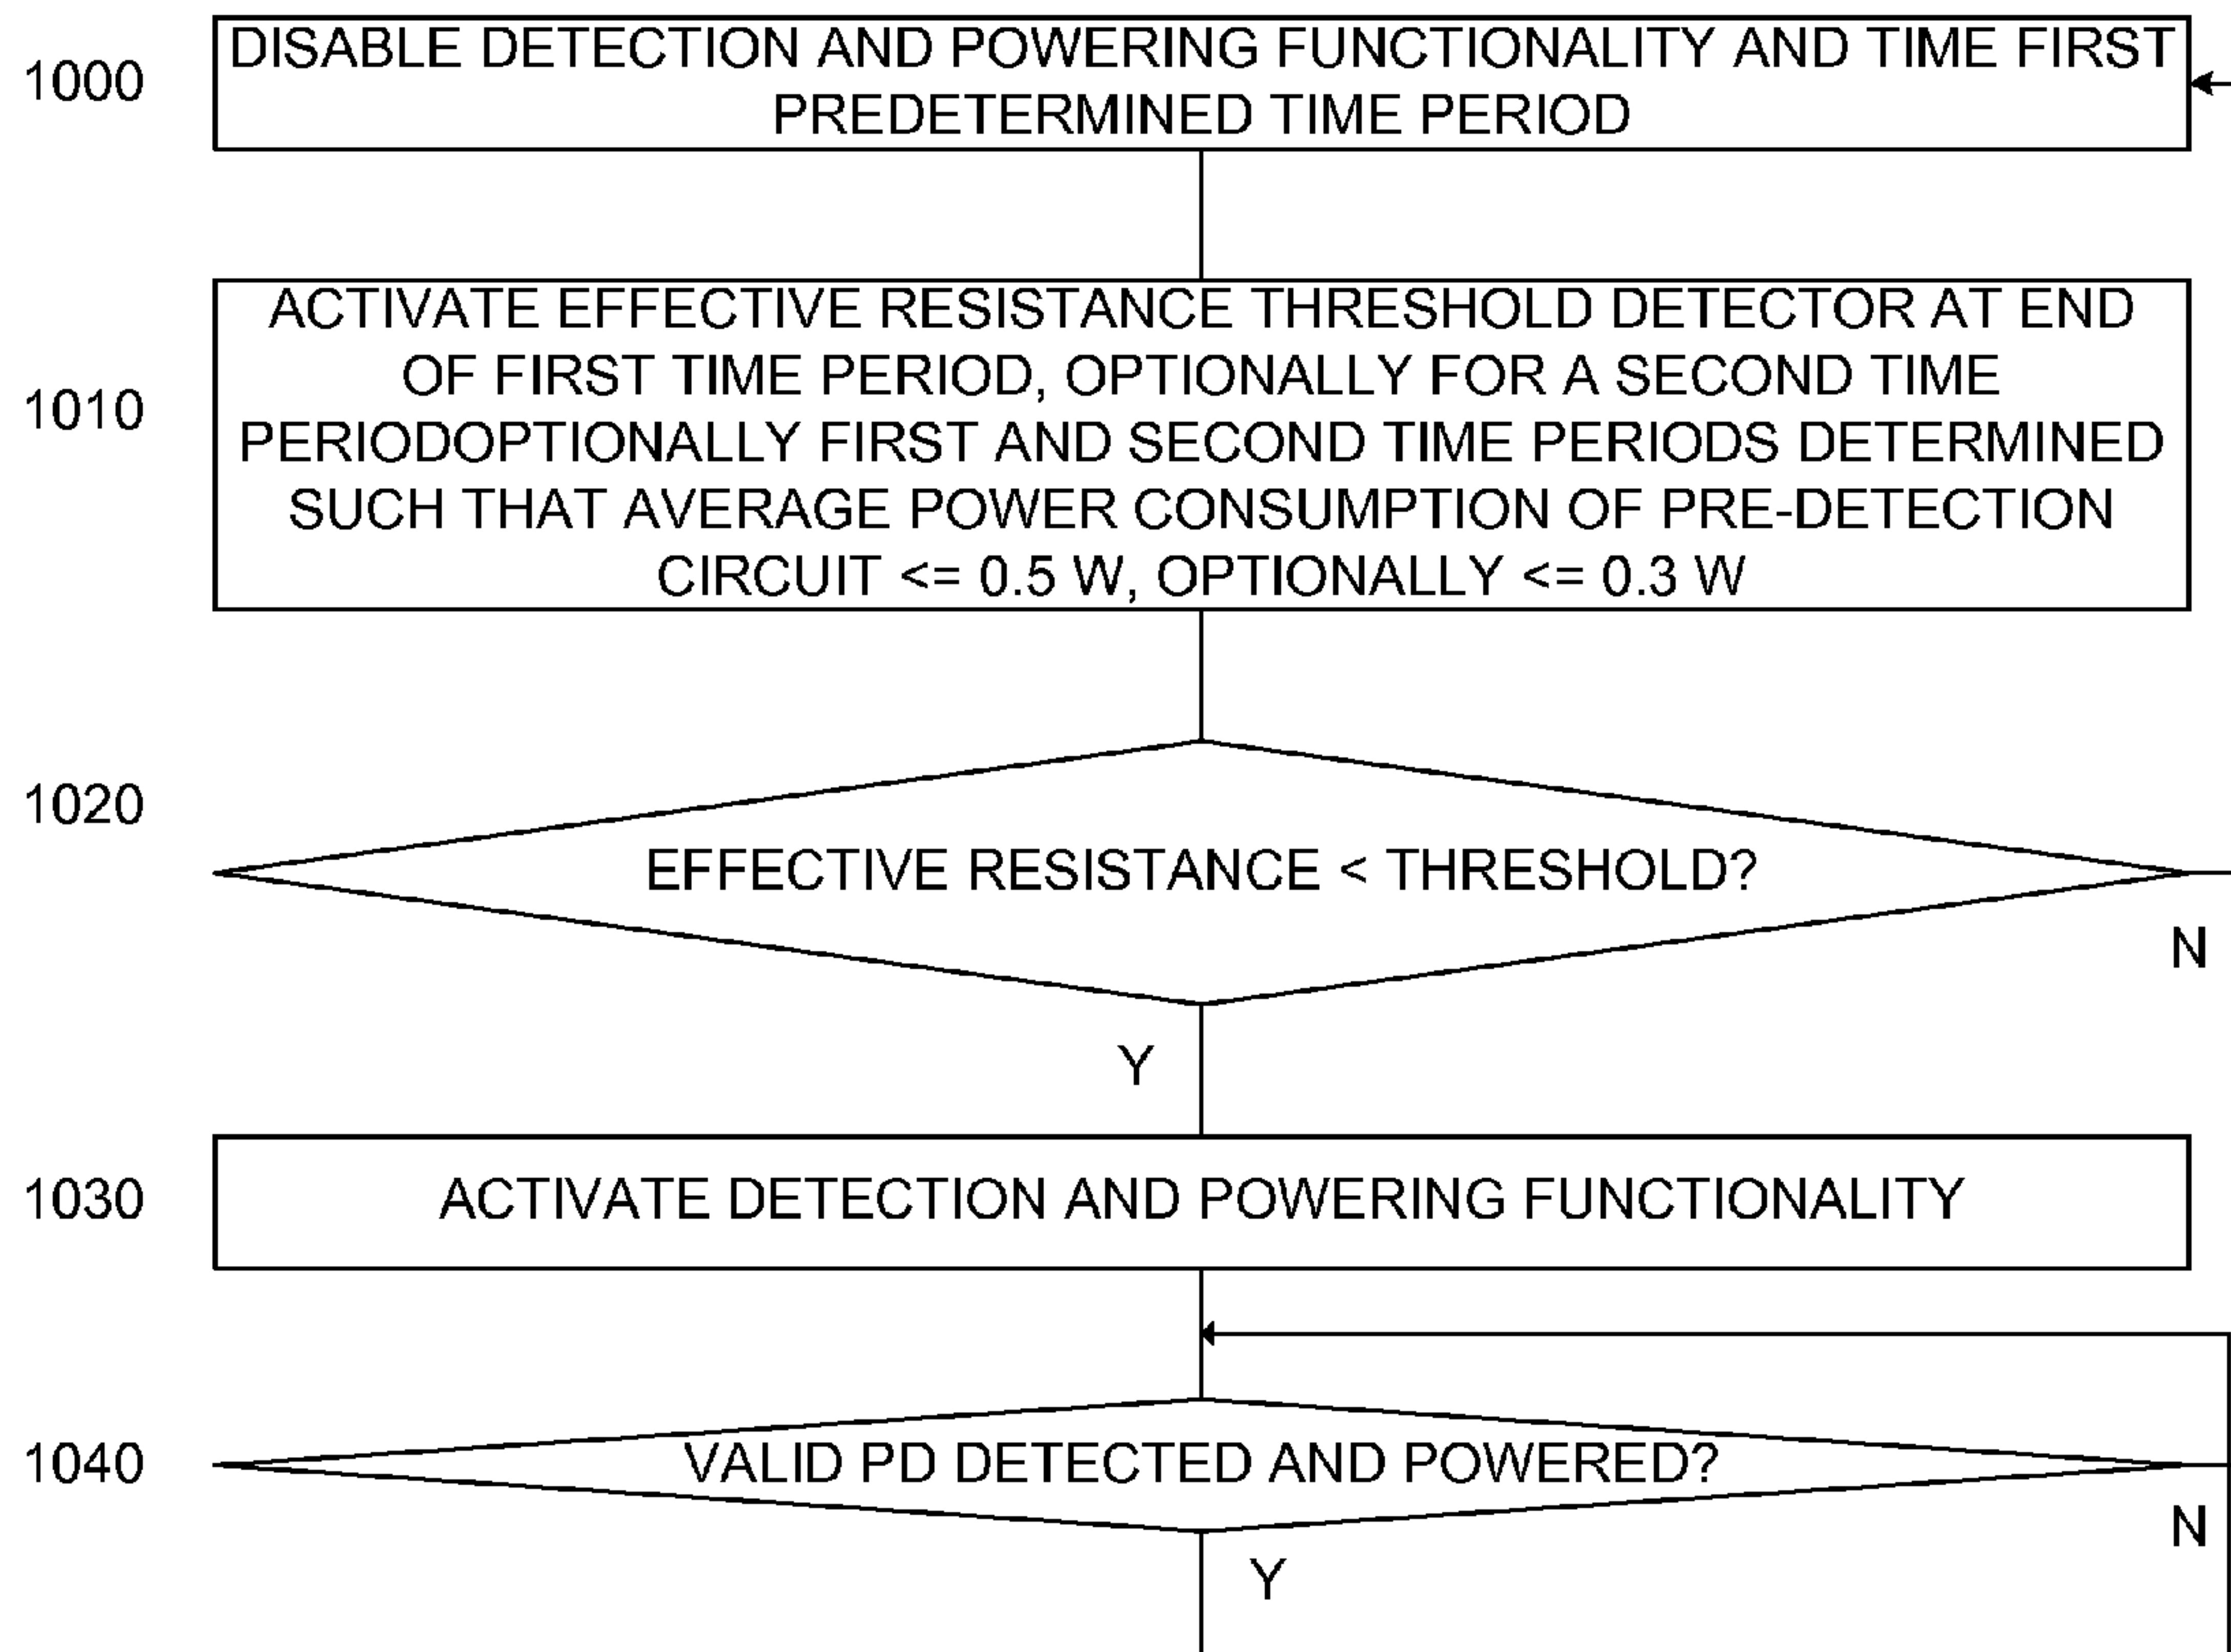 1000
DISABLE DETECTION AND POWERING FUNCTIONALITY AND TIME FIRST
PREDETERMINED TIME PERIOD
1010
ACTIVATE EFFECTIVE RESISTANCE THRESHOLD DETECTOR AT END
OF FIRST TIME PERIOD, OPTIONALLY FOR A SECOND TIME
PERIODOPTIONALLY FIRST AND SECOND TIME PERIODS DETERMINED
SUCH THAT AVERAGE POWER CONSUMPTION OF PRE-DETECTION
CIRCUIT <= 0.5 W, OPTIONALLY <= 0.3 W
1020
EFFECTIVE RESISTANCE < THRESHOLD?
N
Y
1030
ACTIVATE DETECTION AND POWERING FUNCTIONALITY
1040
VALID PD DETECTED AND POWERED?
N
Y